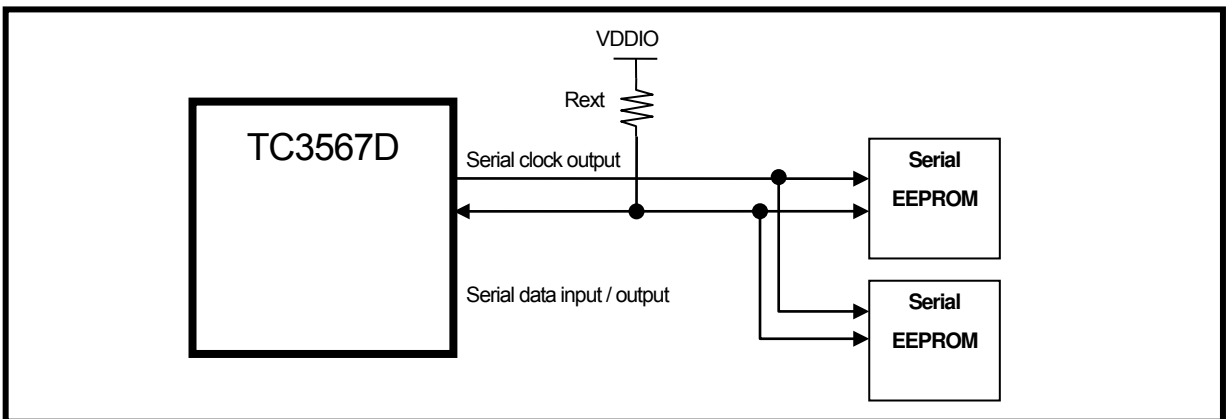 VDDIO
Rext
TC3567D
Serial clock output
Serial
EEPROM
Serial data input / output
Serial
EEPROM